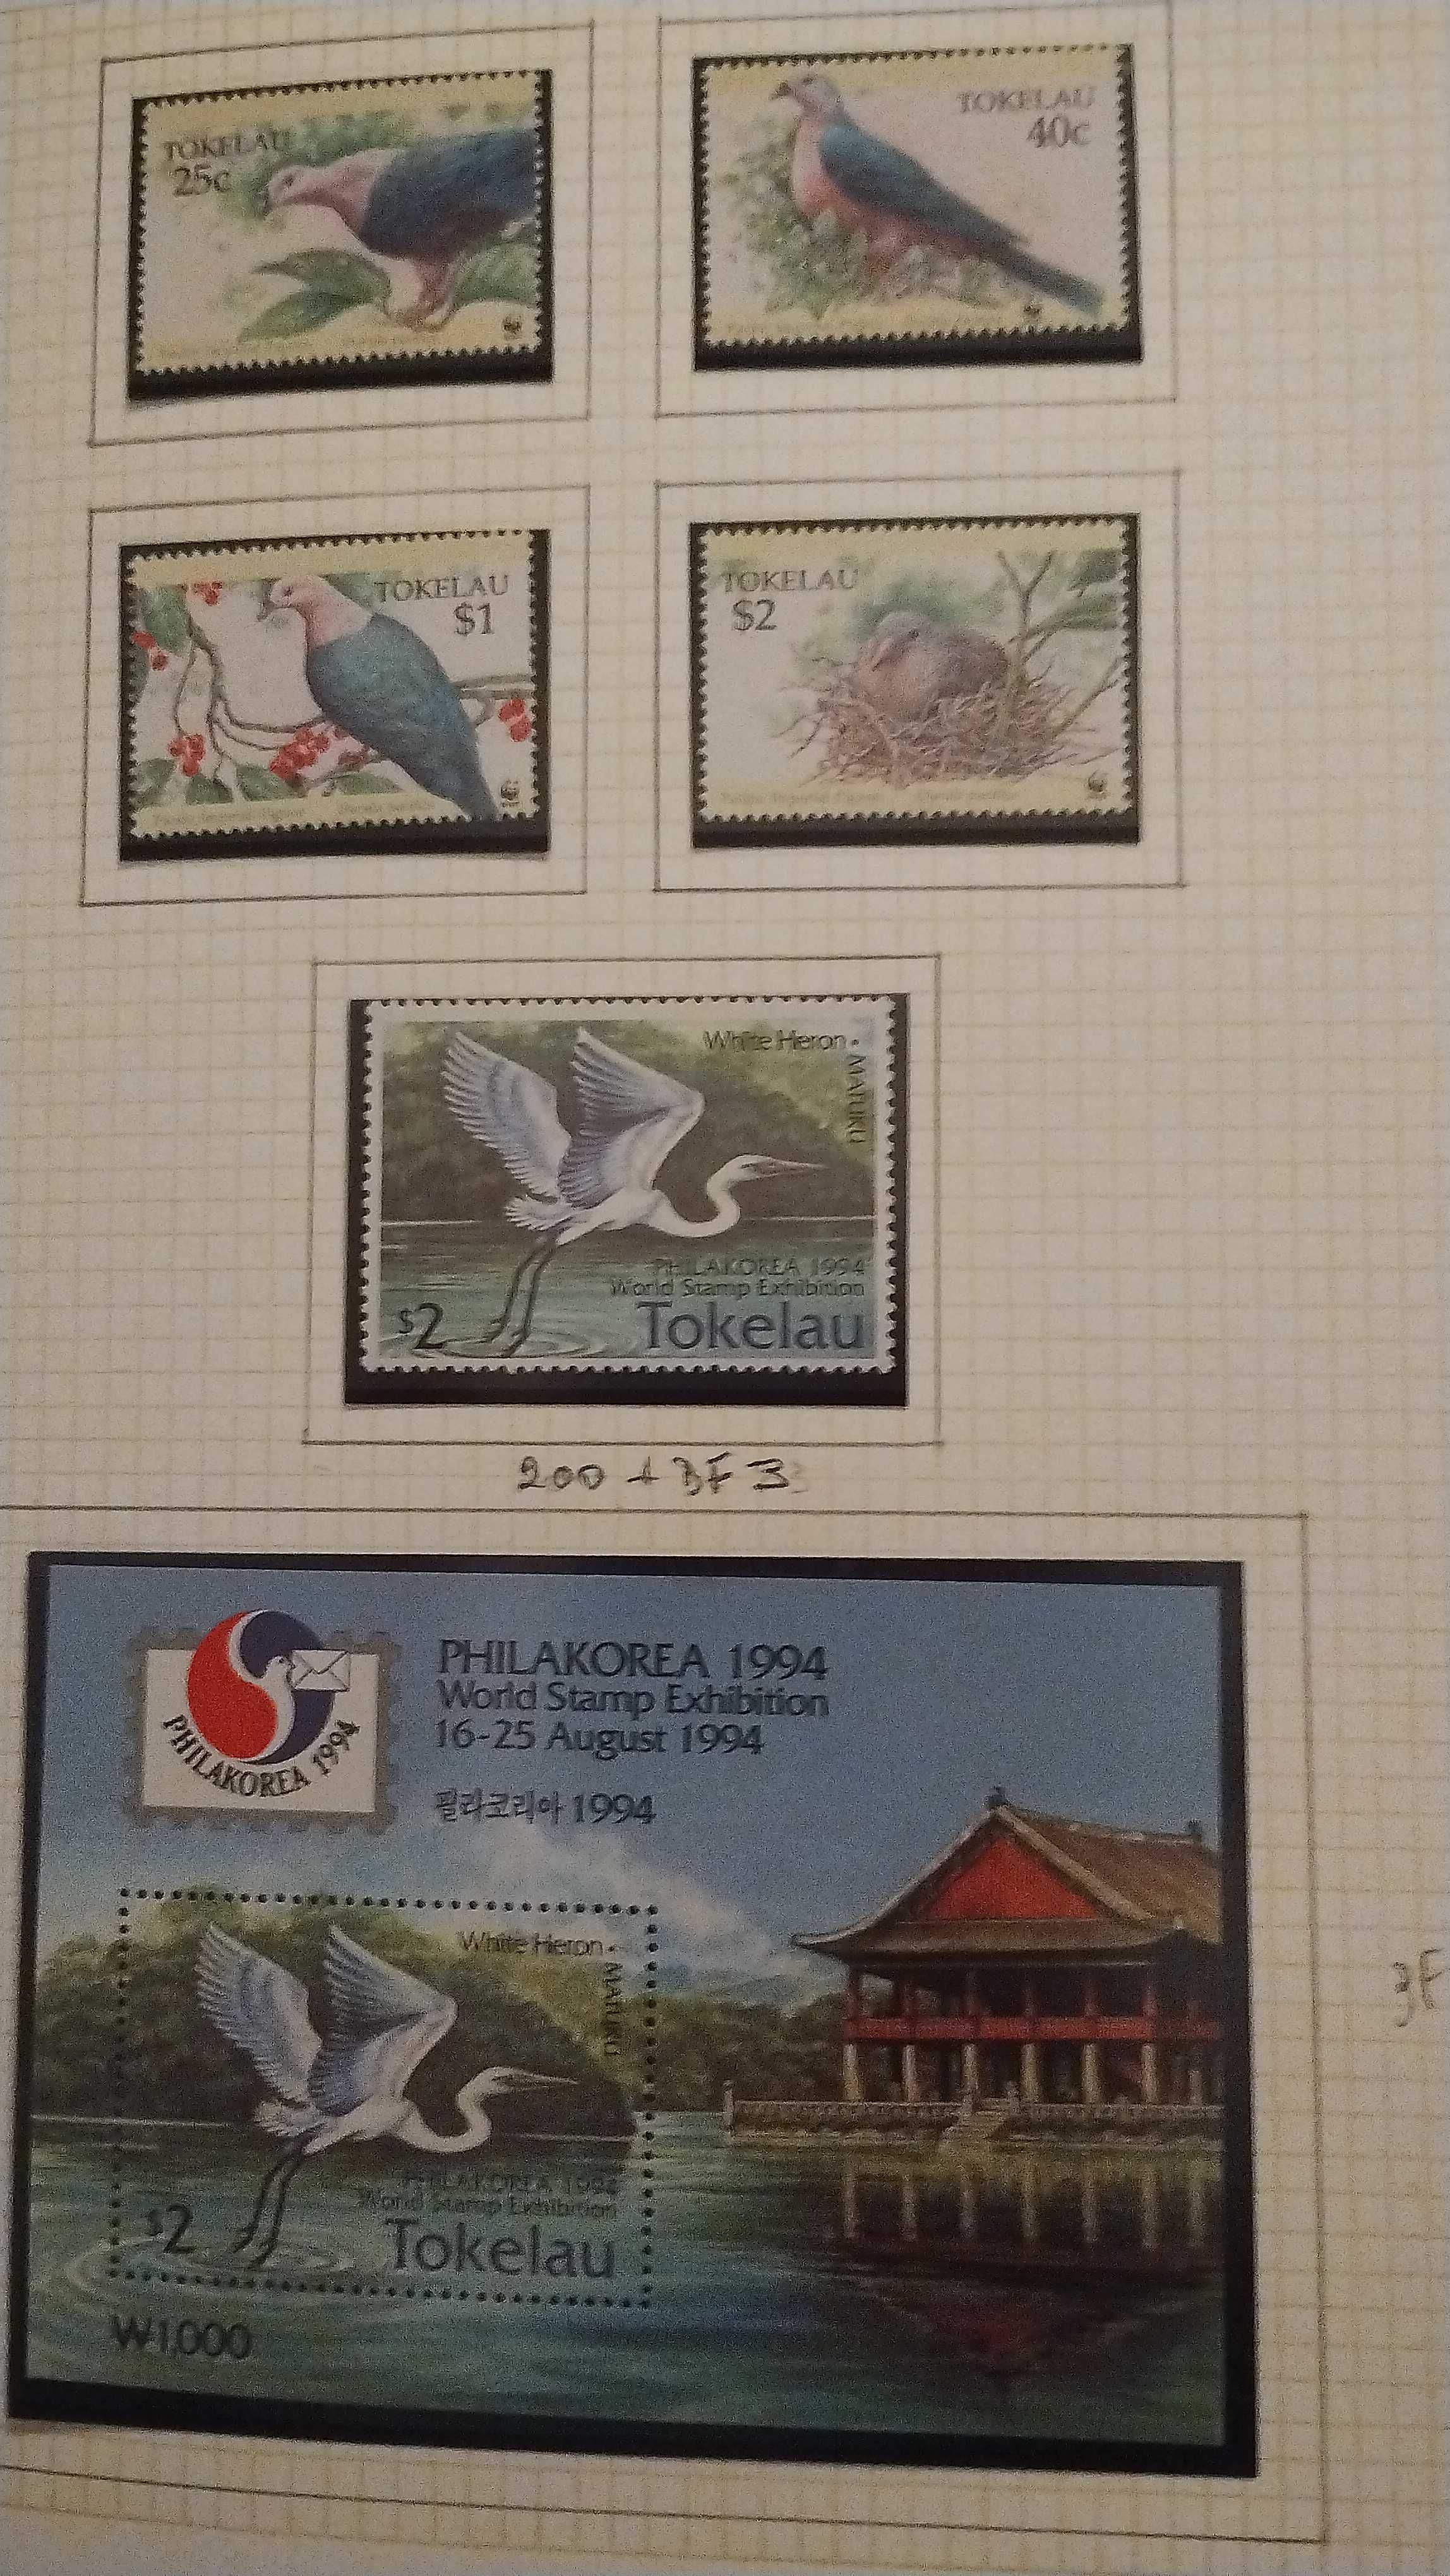 TOKELAU
25c
TOKELAU
40c
TOKELAU
$1
TOKELAU
$2
White Heron •
MATUKU
PHILAKOREA 1994
World Stamp Exhibition
$2
Tokelau
200 + BF 3
PHILAKOREA 1994
PHILAKOREA 1994
World Stamp Exhibition
16-25 August 1994
필라코리아 1994
White Heron •
MATUKU
PHILAKOREA 1994
World Stamp Exhibition
$2
Tokelau
₩1,000